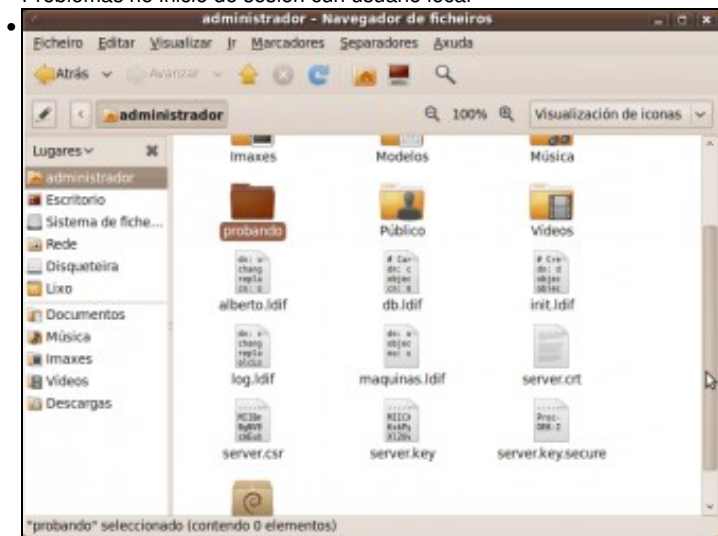 Problemas no inicio de sesión cun usuario local
administrador - Navegador de ficheiros
Ficheiro Editar Visualizar Ir Marcadores Separadores Axuda
Atrás Avanzar
administrador 100% Visualización de iconas
Lugares
administrador
Escritorio
Sistema de fiche...
Rede
Disqueteira
Lixo
Documentos
Música
Imaxes
Vídeos
Descargas
Imaxes Modelos Música
probando Público Vídeos
alberto.ldif db.ldif init.ldif
log.ldif maquinas.ldif server.crt
server.csr server.key server.key.secure
"probando" seleccionado (contendo 0 elementos)